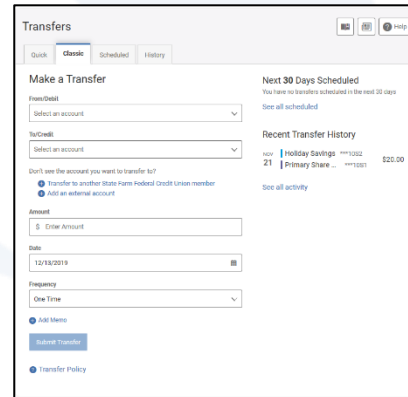 Transfers
Help
Quick
Classic
Scheduled
History
Make a Transfer
From/Debit
Select an account
To/Credit
Select an account
Don't see the account you want to transfer to?
Transfer to another State Farm Federal Credit Union member
Add an external account
Amount
$ Enter Amount
Date
12/13/2019
Frequency
One Time
Add Memo
Submit Transfer
Transfer Policy
Next 30 Days Scheduled
You have no transfers scheduled in the next 30 days
See all scheduled
Recent Transfer History
NOV
21
Holiday Savings ***10S2
Primary Share ... ***10S1
$20.00
See all activity